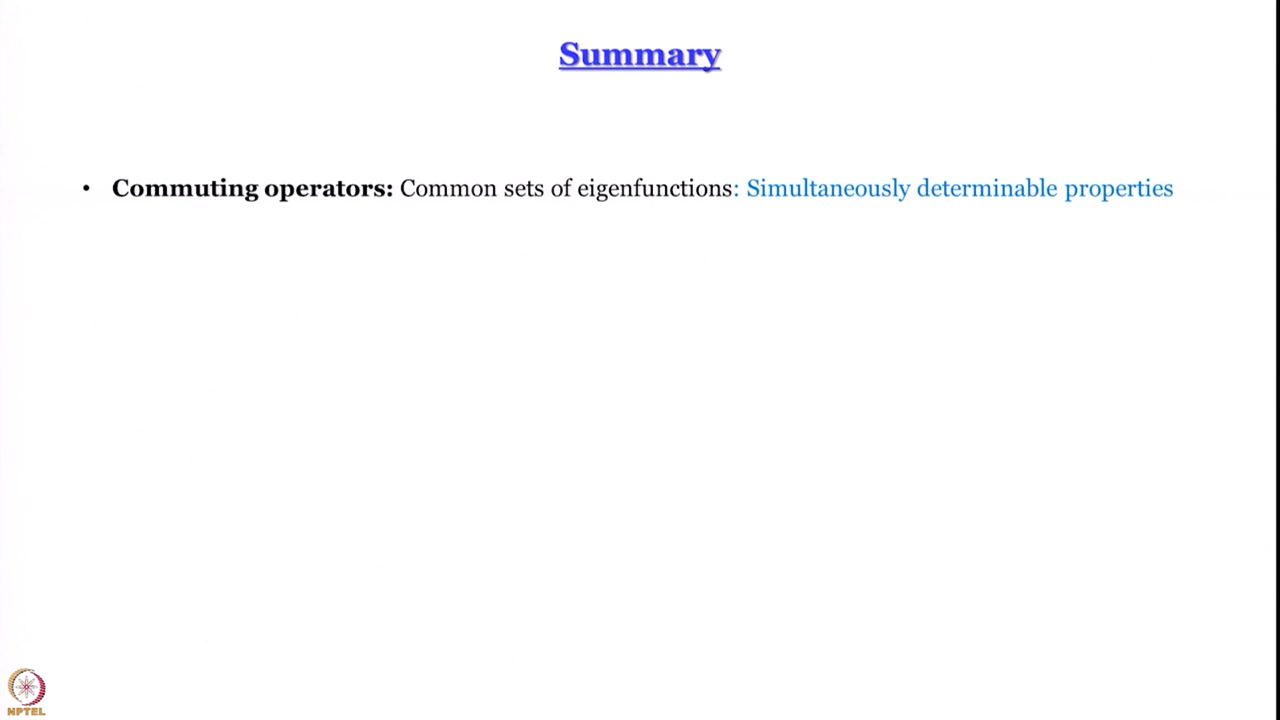 Summary
• Commuting operators: Common sets of eigenfunctions: Simultaneously determinable properties
NPTEL